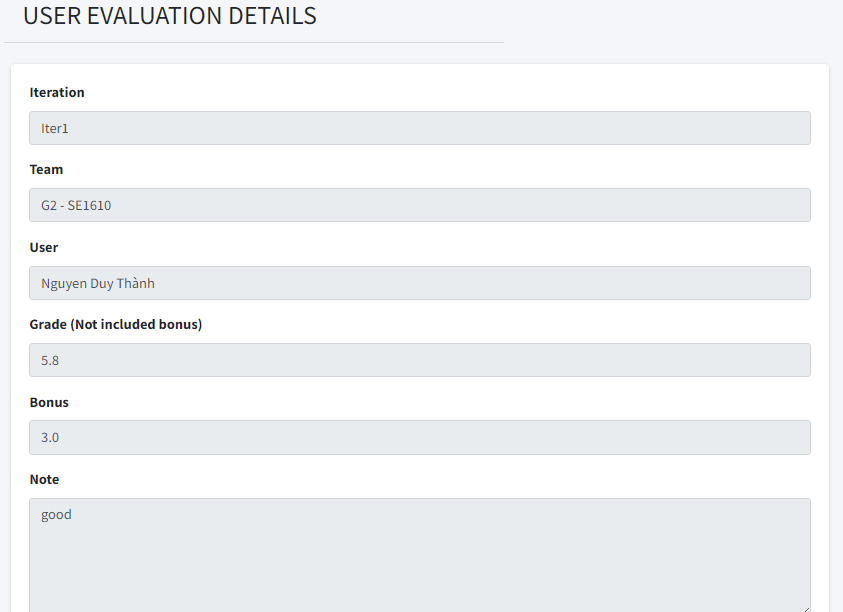 USER EVALUATION DETAILS
Iteration
Iter1
Team
G2 - SE1610
User
Nguyen Duy Thành
Grade (Not included bonus)
5.8
Bonus
3.0
Note
good